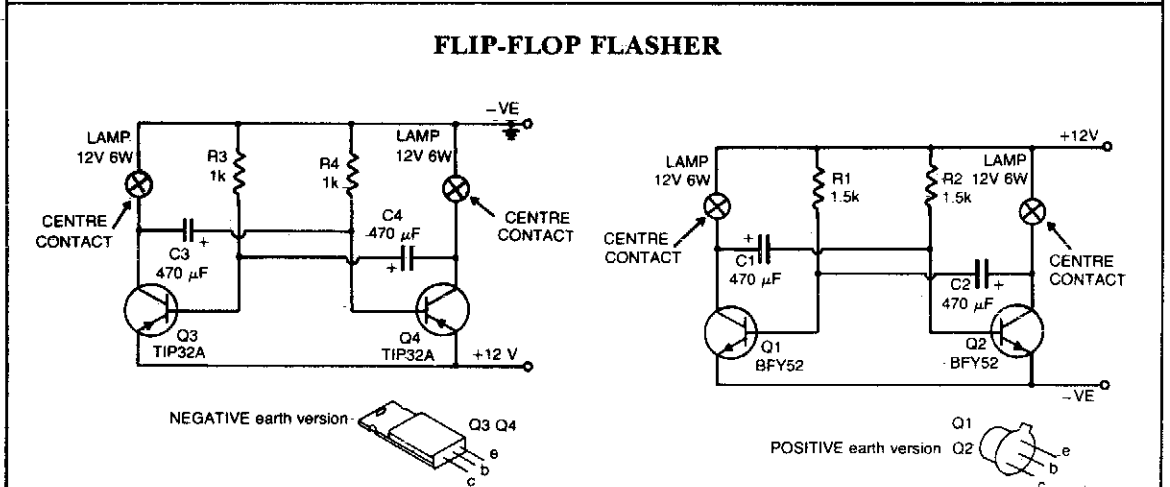 FLIP-FLOP FLASHER
−VE
LAMP
12V 6W
R3
1k
R4
1k
LAMP
12V 6W
CENTRE
CONTACT
C3
+
470 µF
C4
470 µF
+
CENTRE
CONTACT
Q3
TIP32A
Q4
TIP32A
+12 V
NEGATIVE earth version
Q3 Q4
e
b
c
+12V
LAMP
12V 6W
R1
1.5k
R2
1.5k
LAMP
12V 6W
CENTRE
CONTACT
+
C1
470 µF
C2
+
470 µF
CENTRE
CONTACT
Q1
BFY52
Q2
BFY52
−VE
POSITIVE earth version
Q1
Q2
e
b
c